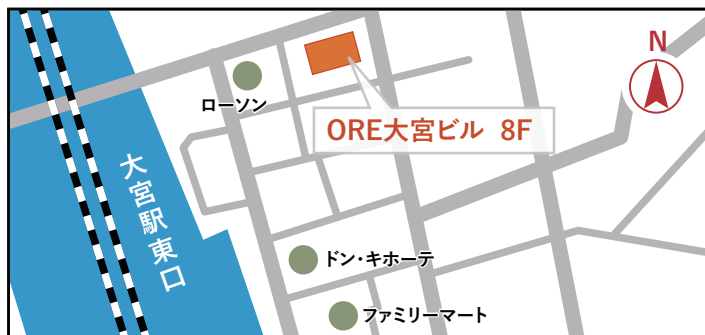 N
ローソン
ORE大宮ビル 8F
大宮駅東口
ドン・キホーテ
ファミリーマート